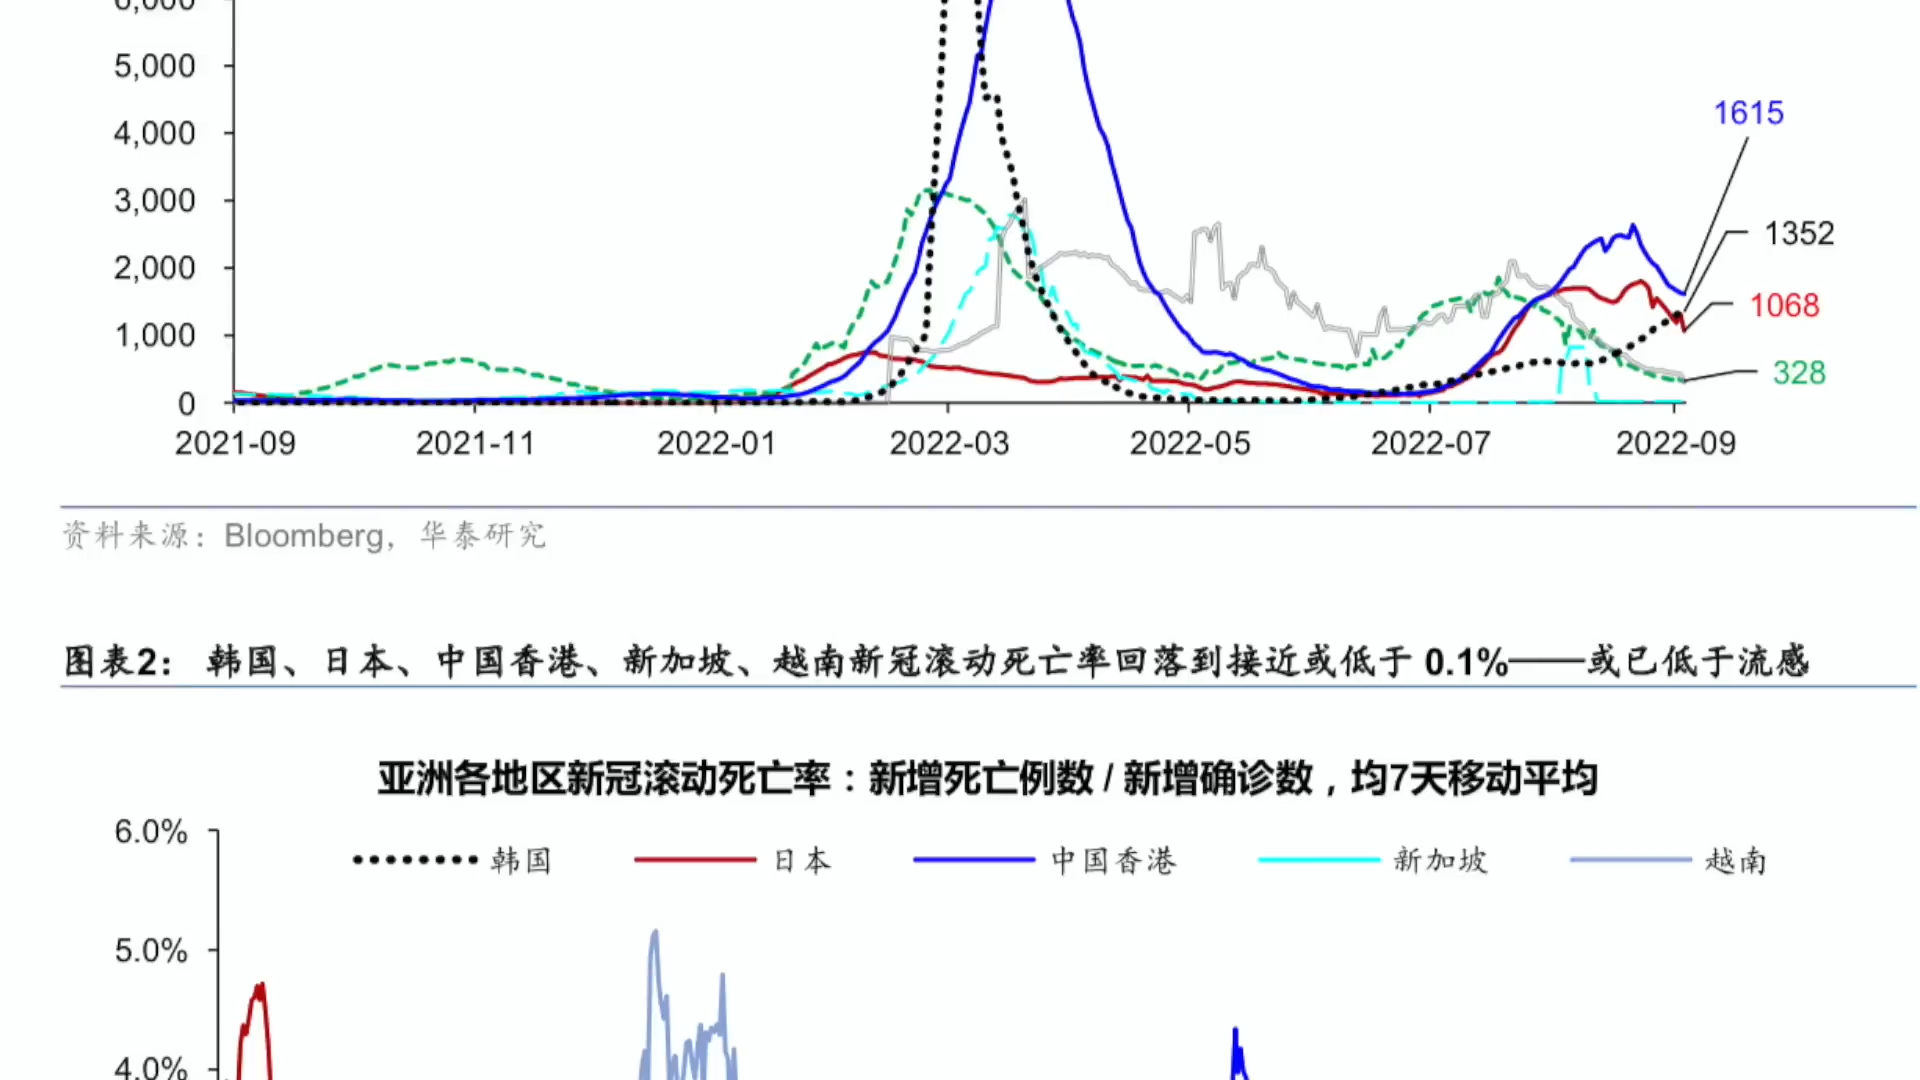 6,000
5,000
4,000
3,000
2,000
1,000
0
1615
1352
1068
328
2021-09 2021-11 2022-01 2022-03 2022-05 2022-07 2022-09
资料来源：Bloomberg，华泰研究
图表2： 韩国、日本、中国香港、新加坡、越南新冠滚动死亡率回落到接近或低于 0.1%——或已低于流感
亚洲各地区新冠滚动死亡率：新增死亡例数 / 新增确诊数，均7天移动平均
6.0%
韩国 日本 中国香港 新加坡 越南
5.0%
4.0%